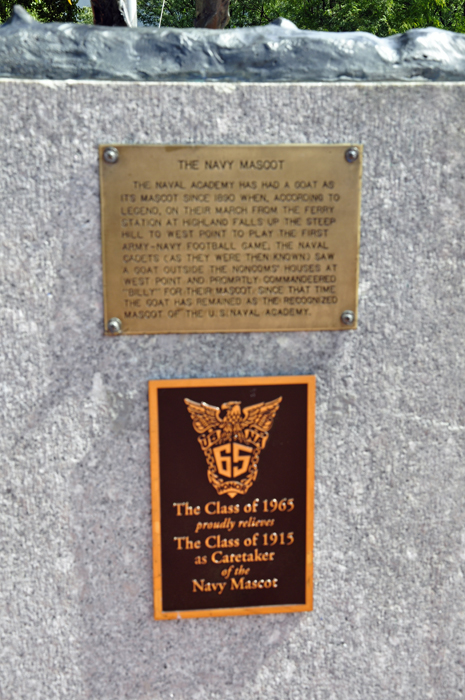 THE NAVY MASCOT
THE NAVAL ACADEMY HAS HAD A GOAT AS
ITS MASCOT SINCE 1890 WHEN, ACCORDING TO
LEGEND, ON THEIR MARCH FROM THE FERRY
STATION AT HIGHLAND FALLS UP THE STEEP
HILL TO WEST POINT TO PLAY THE FIRST
ARMY-NAVY FOOTBALL GAME, THE NAVAL
CADETS (AS THEY WERE THEN KNOWN) SAW
A GOAT OUTSIDE THE NONCOMS' HOUSES AT
WEST POINT AND PROMPTLY COMMANDEERED
"BILLY" FOR THEIR MASCOT. SINCE THAT TIME
THE GOAT HAS REMAINED AS THE RECOGNIZED
MASCOT OF THE U.S. NAVAL ACADEMY.
65
HONOR
The Class of 1965
proudly relieves
The Class of 1915
as Caretaker
of the
Navy Mascot